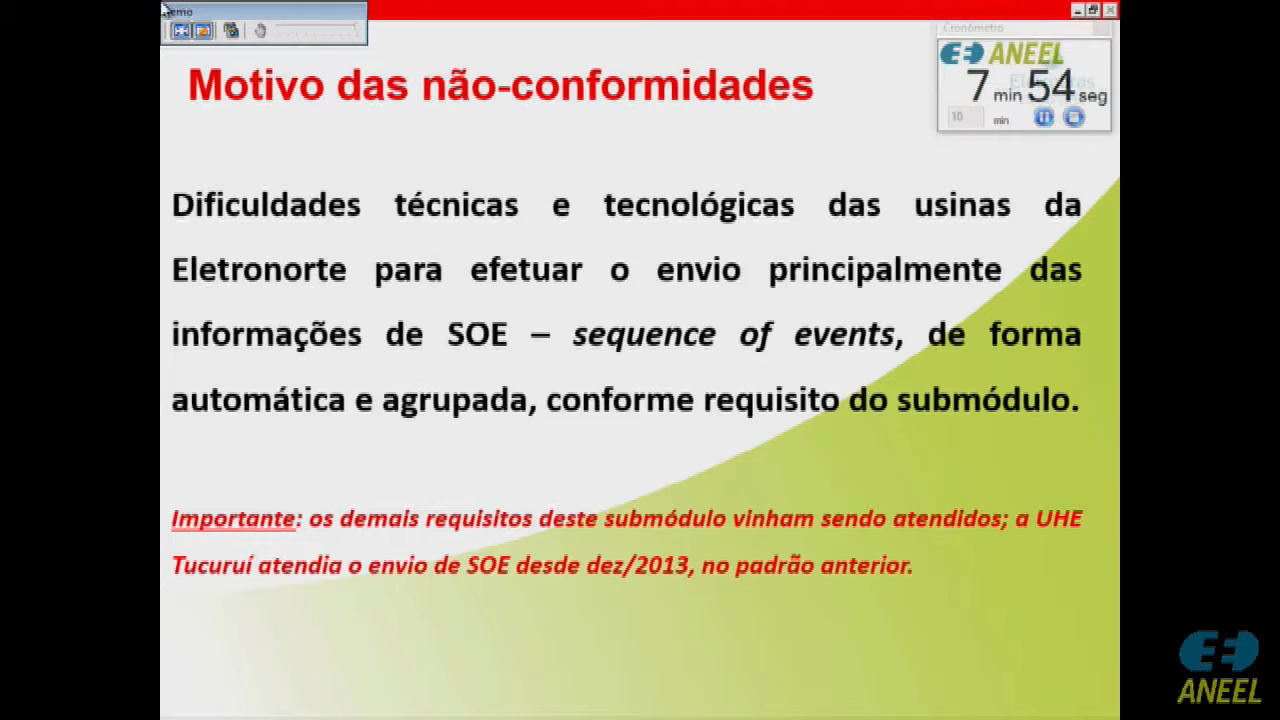 Cronômetro
ANEEL
7 min 54 seg
10 min
Motivo das não-conformidades
Dificuldades técnicas e tecnológicas das usinas da
Eletronorte para efetuar o envio principalmente das
informações de SOE – sequence of events, de forma
automática e agrupada, conforme requisito do submódulo.
Importante: os demais requisitos deste submódulo vinham sendo atendidos; a UHE
Tucuruí atendia o envio de SOE desde dez/2013, no padrão anterior.
ANEEL